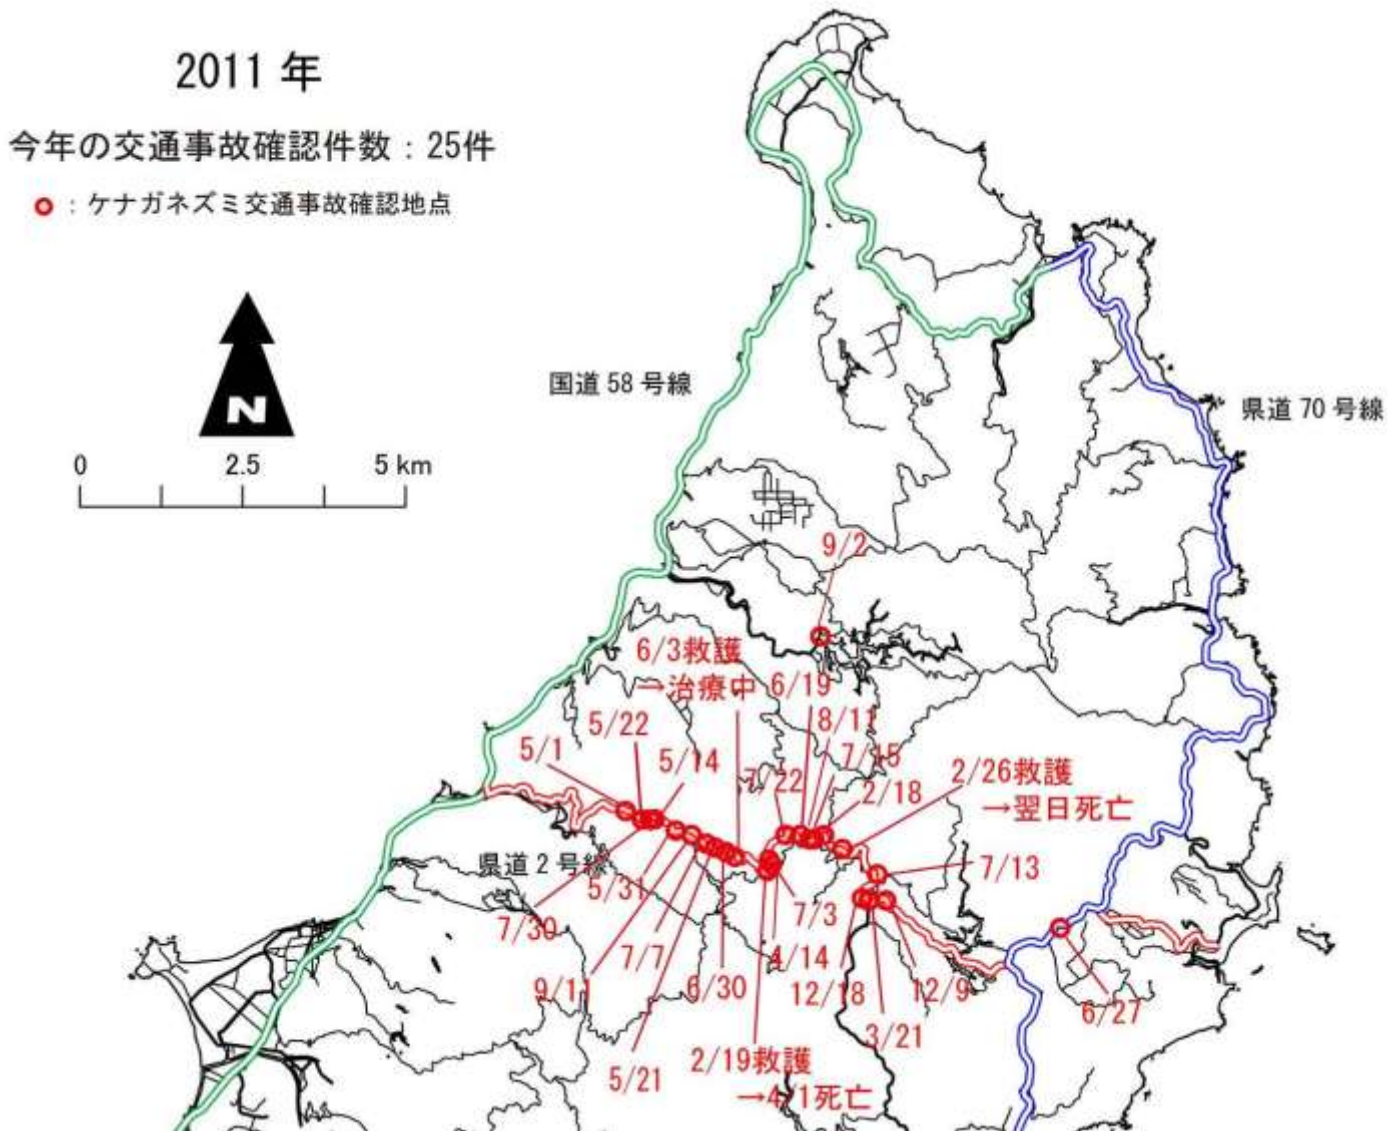 2011 年
今年の交通事故確認件数：25件
：ケナガネズミ交通事故確認地点
N
0 2.5 5 km
国道 58 号線
県道 70 号線
9/2
6/3救護
→治療中
6/19
8/11
5/22
5/1
5/14
7/15
7/22
2/18
2/26救護
→翌日死亡
県道 2 号線
7/13
5/31
7/30
7/3
7/7
4/14
9/11
6/30
12/18
12/9
6/27
3/21
2/19救護
→4/1死亡
5/21